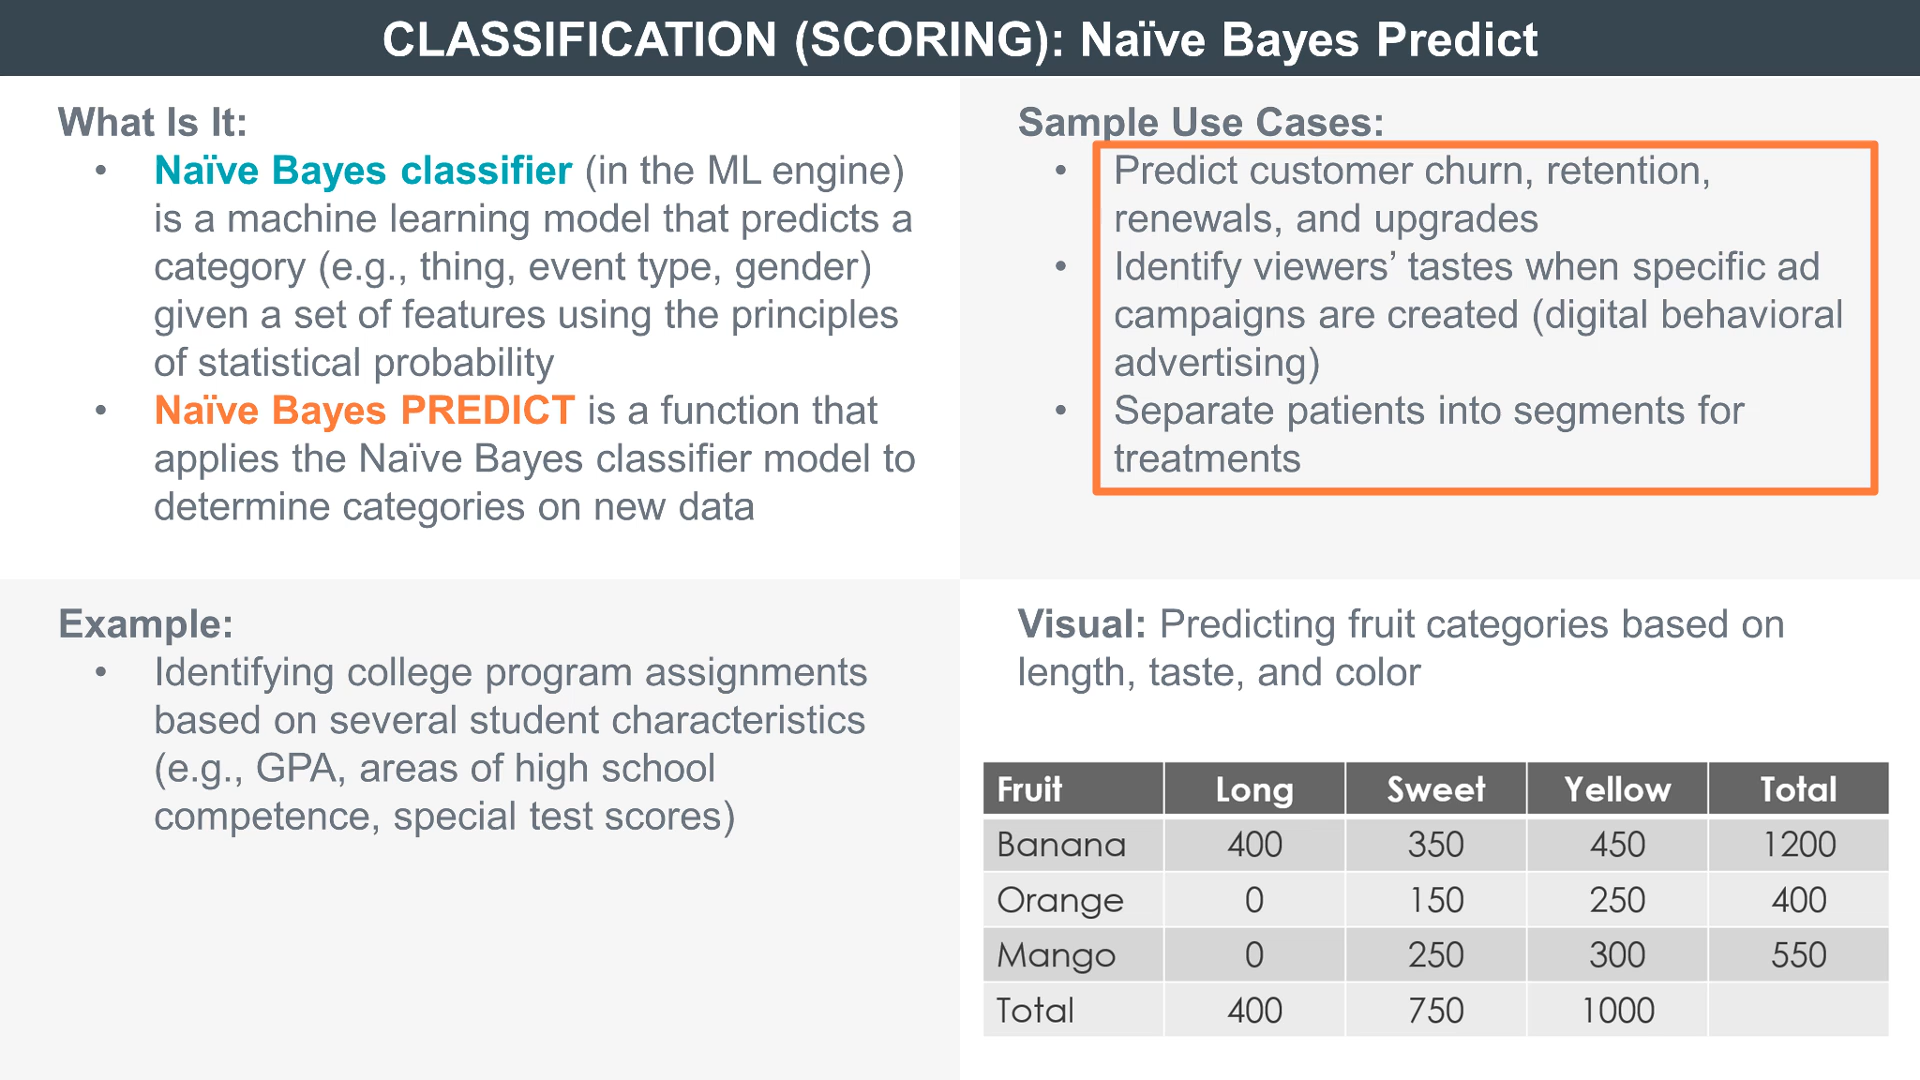 CLASSIFICATION (SCORING): Naïve Bayes Predict
What Is It:
• Naïve Bayes classifier (in the ML engine)
is a machine learning model that predicts a
category (e.g., thing, event type, gender)
given a set of features using the principles
of statistical probability
• Naïve Bayes PREDICT is a function that
applies the Naïve Bayes classifier model to
determine categories on new data
Sample Use Cases:
• Predict customer churn, retention,
renewals, and upgrades
• Identify viewers’ tastes when specific ad
campaigns are created (digital behavioral
advertising)
• Separate patients into segments for
treatments
Example:
• Identifying college program assignments
based on several student characteristics
(e.g., GPA, areas of high school
competence, special test scores)
Visual: Predicting fruit categories based on
length, taste, and color
Fruit Long Sweet Yellow Total
Banana 400 350 450 1200
Orange 0 150 250 400
Mango 0 250 300 550
Total 400 750 1000